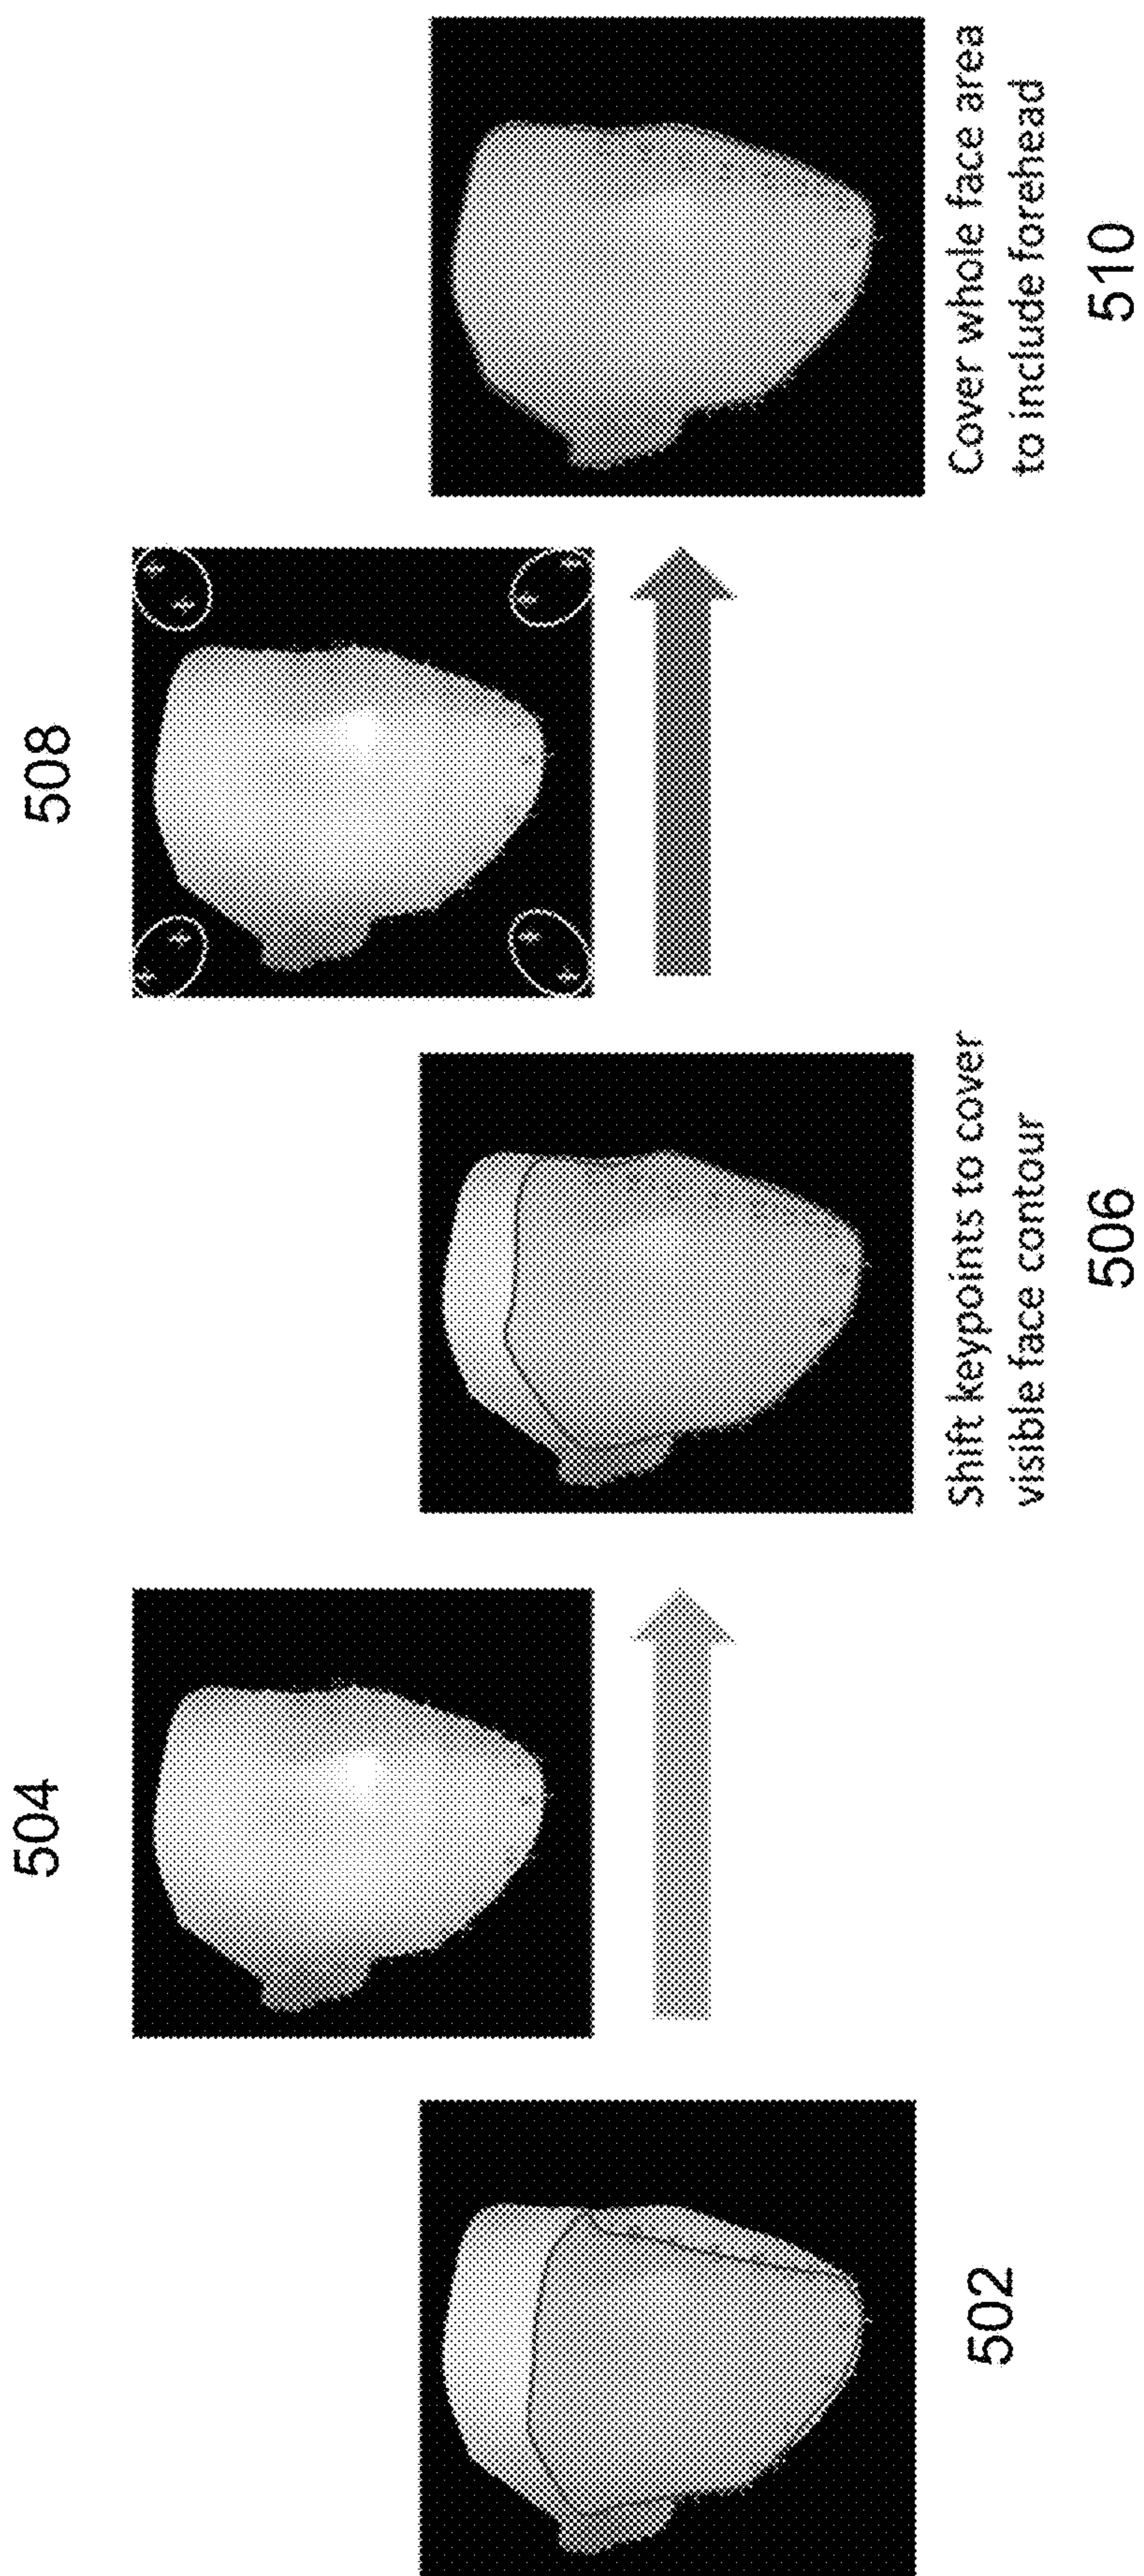 504
508
502
Shift keypoints to cover
visible face contour
506
Cover whole face area
to include forehead
510